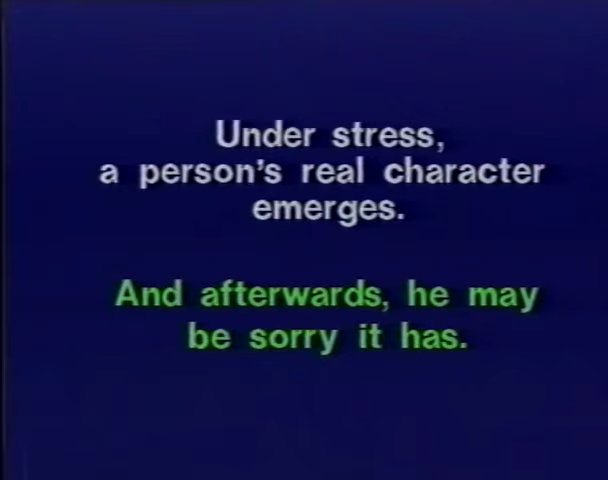 Under stress,
a person's real character
emerges.
And afterwards, he may
be sorry it has.